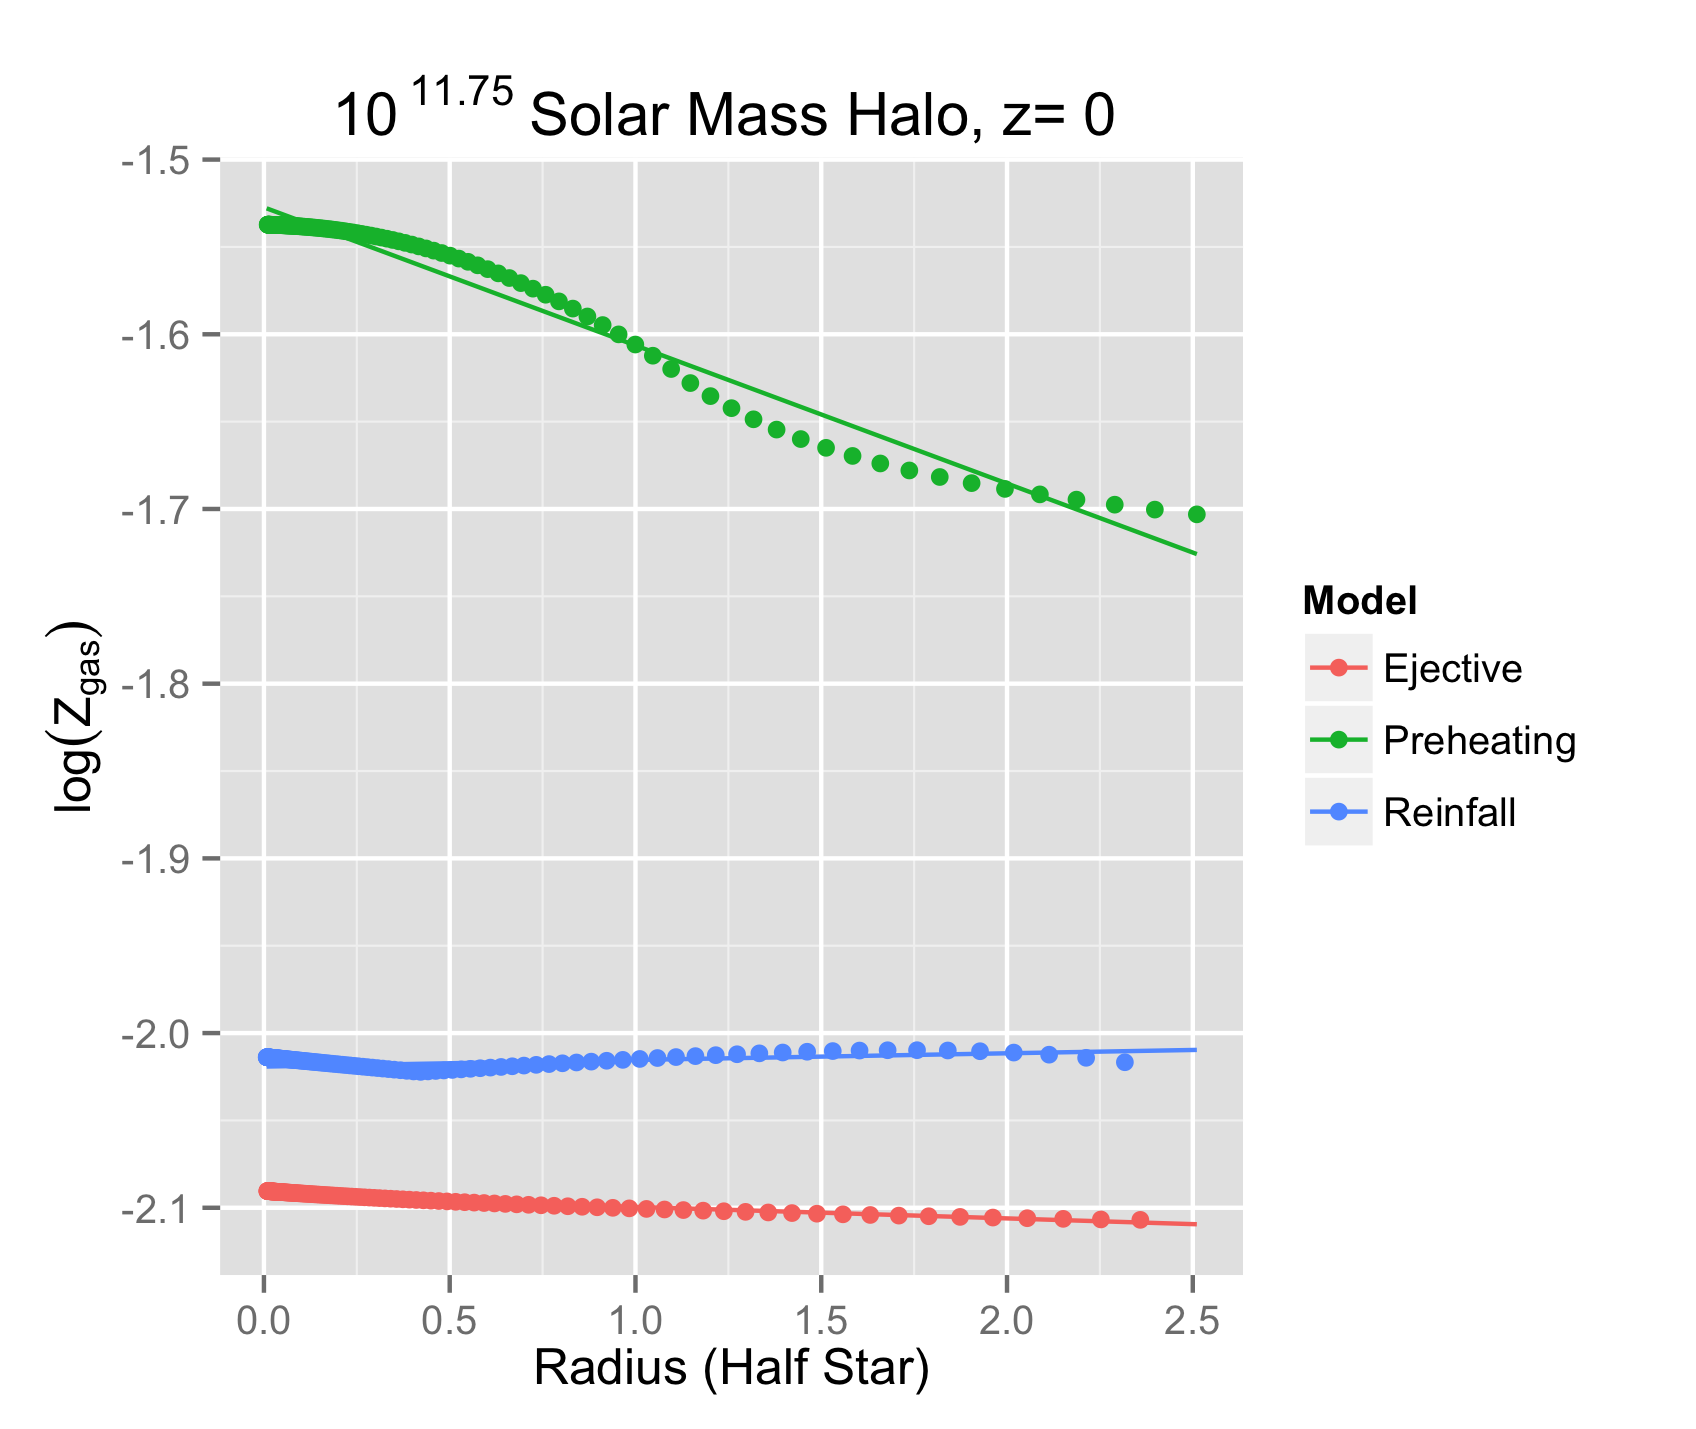 10 11.75 Solar Mass Halo, z= 0
-1.5
-1.6
-1.7
-1.8
-1.9
-2.0
-2.1
log(Zgas)
0.0 0.5 1.0 1.5 2.0 2.5
Radius (Half Star)
Model
Ejective
Preheating
Reinfall